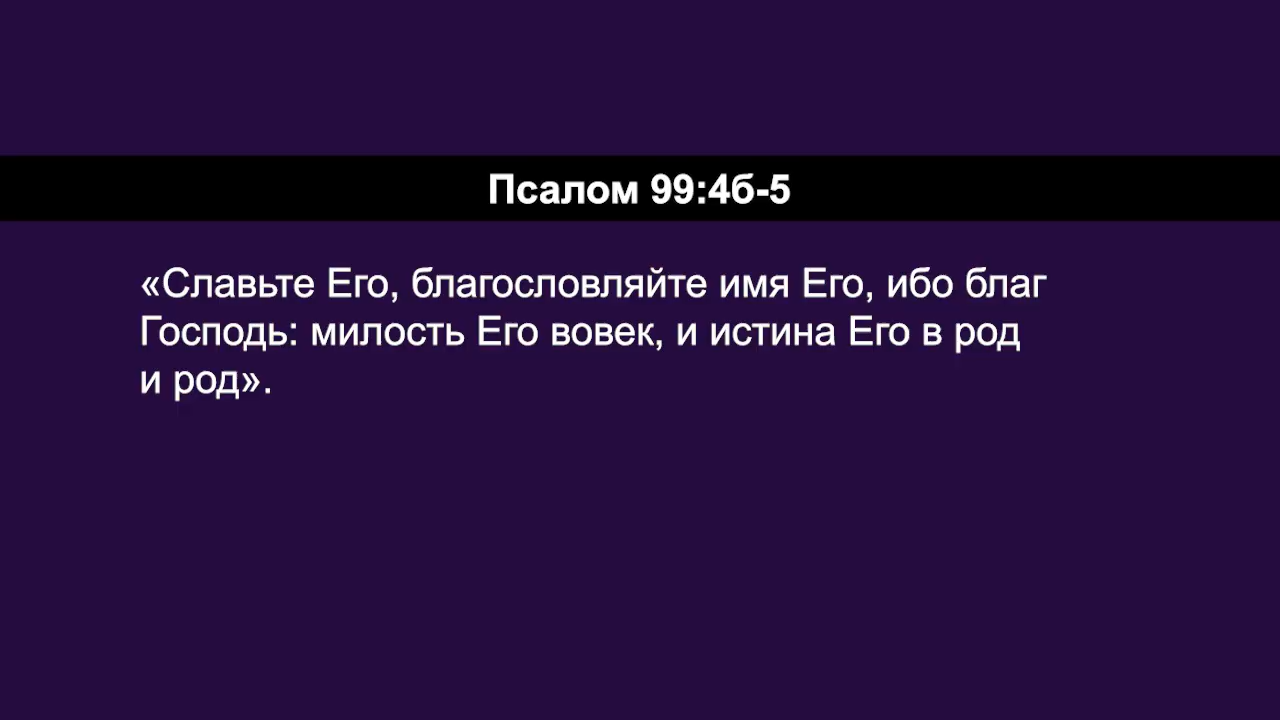 Псалом 99:4б-5
«Славьте Его, благословляйте имя Его, ибо благ
Господь: милость Его вовек, и истина Его в род
и род».